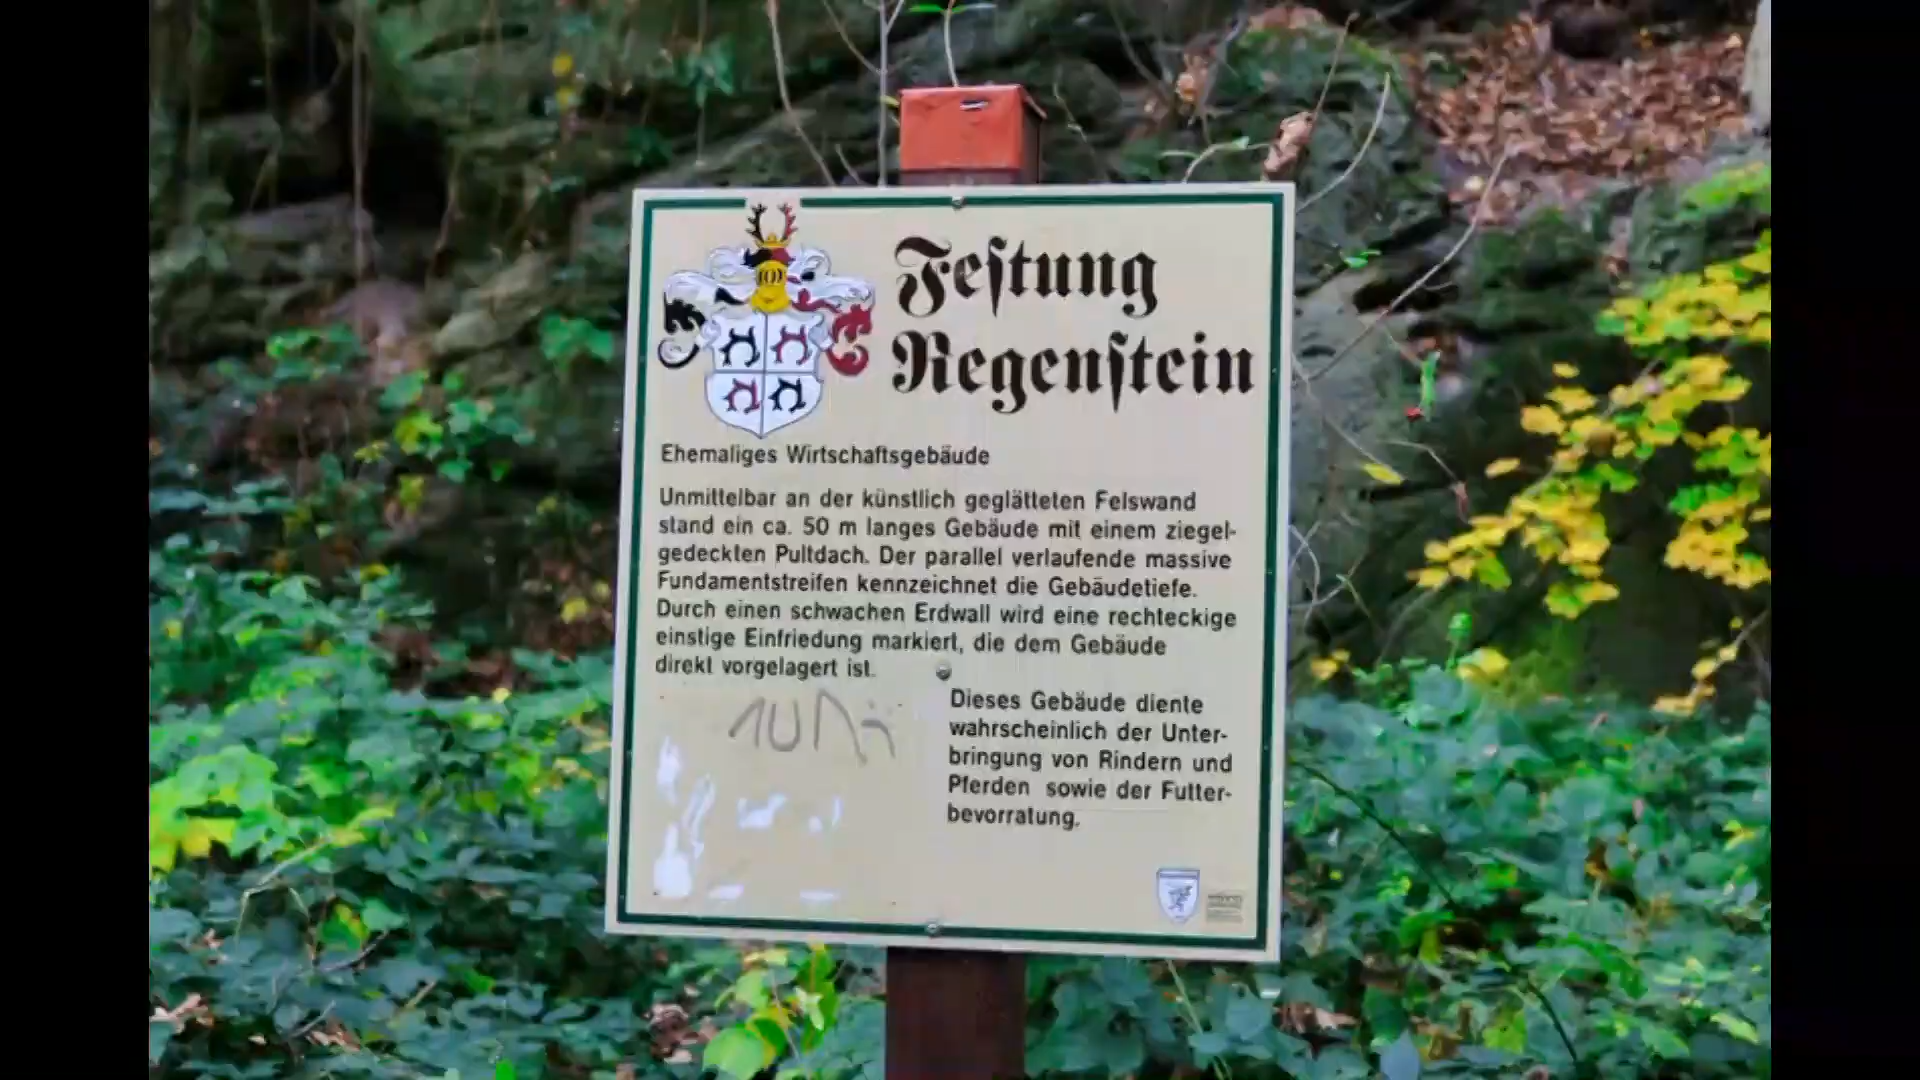 Festung
Regenstein
Ehemaliges Wirtschaftsgebäude
Unmittelbar an der künstlich geglätteten Felswand
stand ein ca. 50 m langes Gebäude mit einem ziegel-
gedeckten Pultdach. Der parallel verlaufende massive
Fundamentstreifen kennzeichnet die Gebäudetiefe.
Durch einen schwachen Erdwall wird eine rechteckige
einstige Einfriedung markiert, die dem Gebäude
direkt vorgelagert ist.
Dieses Gebäude diente
wahrscheinlich der Unter-
bringung von Rindern und
Pferden sowie der Futter-
bevorratung.